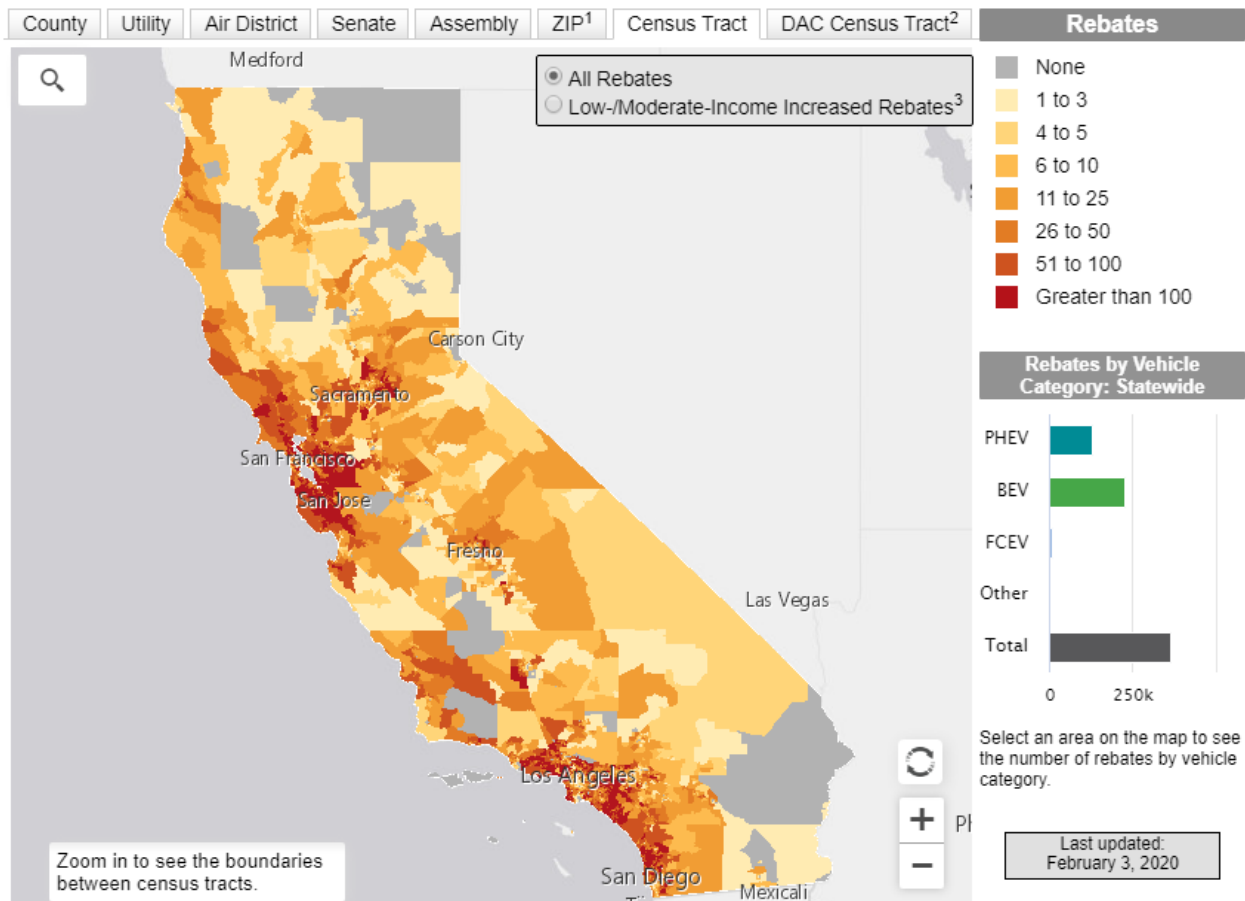 County
Utility
Air District
Senate
Assembly
ZIP1
Census Tract
DAC Census Tract2
Medford
All Rebates
Low-/Moderate-Income Increased Rebates3
Carson City
Sacramento
San Francisco
San Jose
Fresno
Las Vegas
Los Angeles
San Diego
Mexicali
Zoom in to see the boundaries
between census tracts.
+
−
Rebates
None
1 to 3
4 to 5
6 to 10
11 to 25
26 to 50
51 to 100
Greater than 100
Rebates by Vehicle
Category: Statewide
PHEV
BEV
FCEV
Other
Total
0 250k
Select an area on the map to see
the number of rebates by vehicle
category.
Last updated:
February 3, 2020